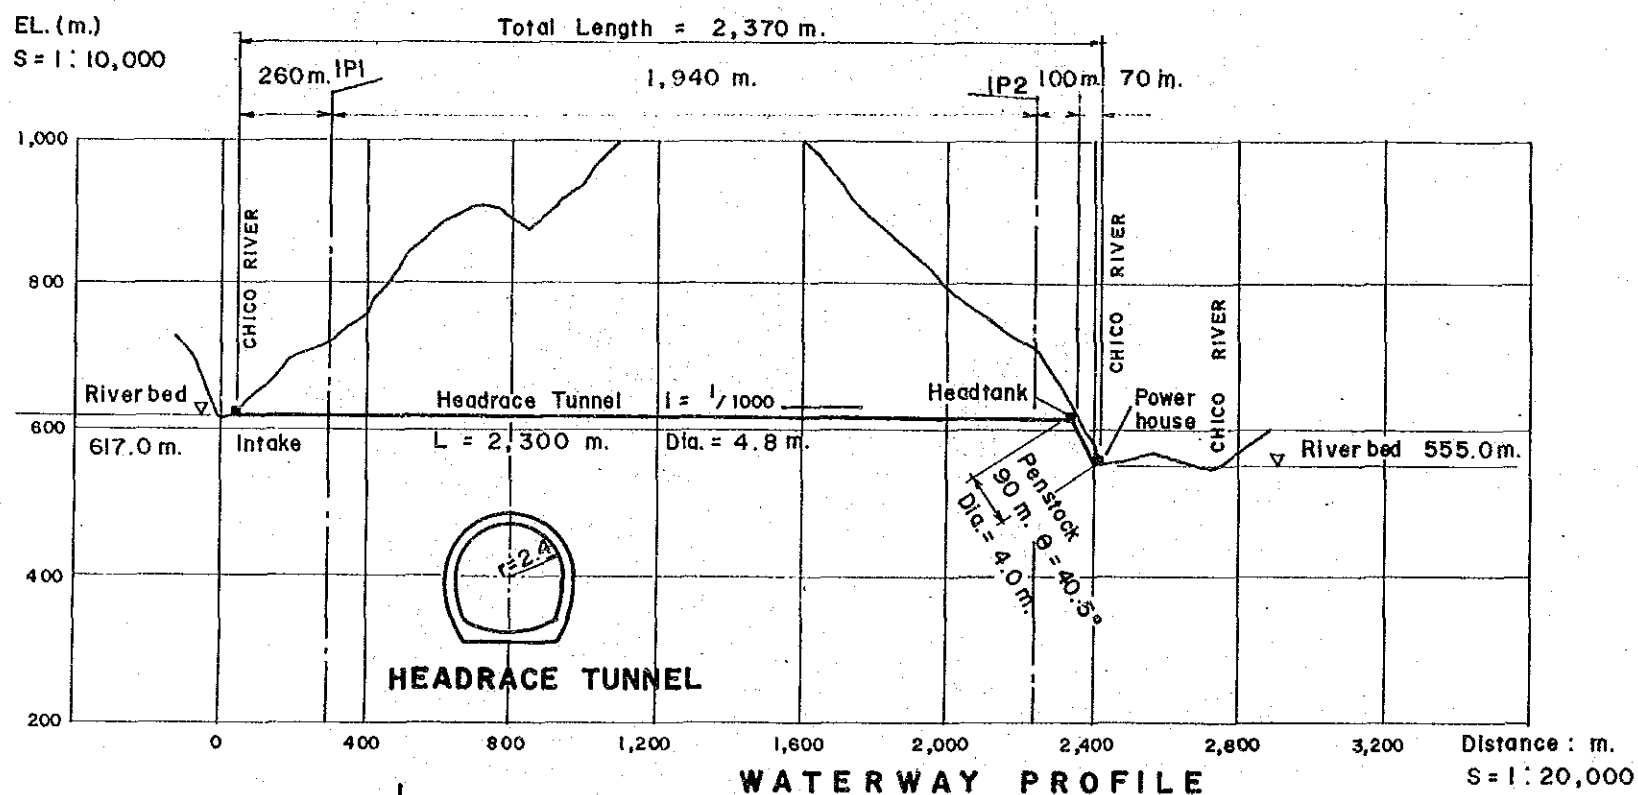 EL. (m.)
S = 1 : 10,000
Total Length = 2,370 m.
260 m.
IP1
1,940 m.
IP2
100 m
70 m.
1,000
800
600
400
200
CHICO RIVER
CHICO RIVER
CHICO RIVER
River bed
617.0 m.
Intake
Headrace Tunnel I = 1/1000
L = 2,300 m. Dia. = 4.8 m.
Headtank
Power
house
River bed 555.0 m.
Penstock
90 m. θ = 40.5°
Dia. = 4.0 m.
r=2.4
HEADRACE TUNNEL
0 400 800 1,200 1,600 2,000 2,400 2,800 3,200 Distance : m.
S = 1 : 20,000
WATERWAY PROFILE